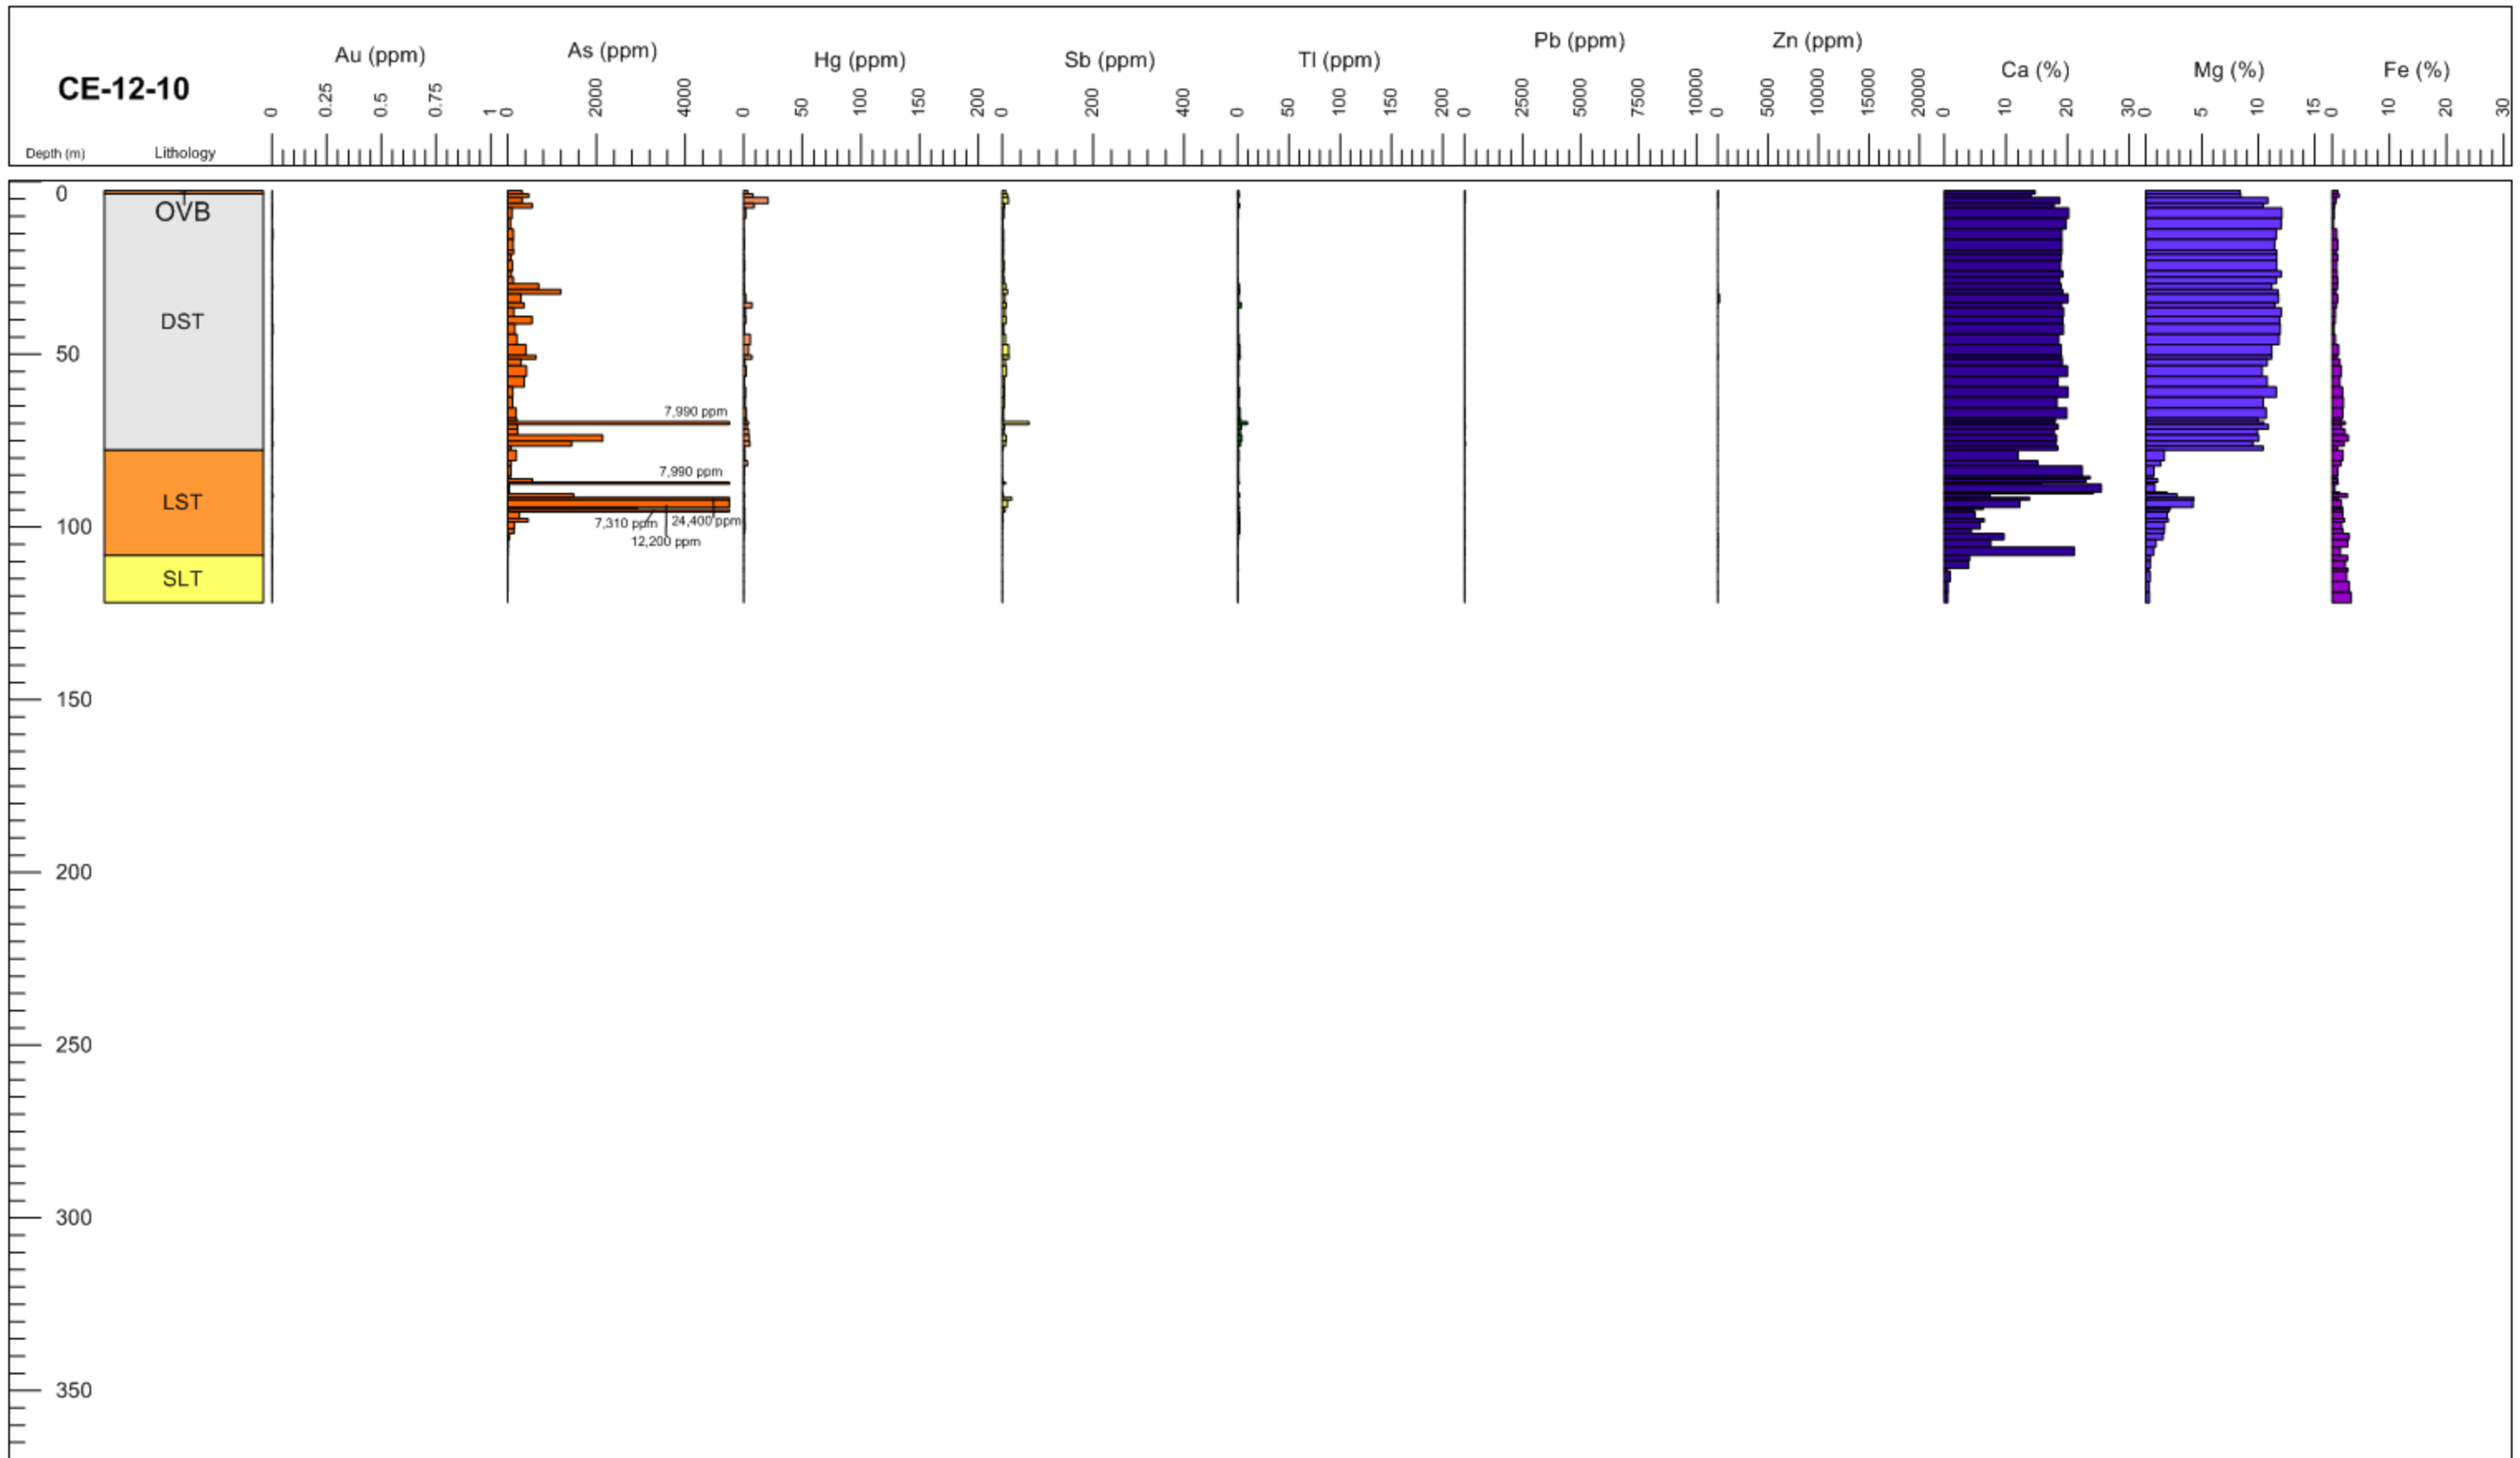 CE-12-10
Au (ppm)
As (ppm)
Hg (ppm)
Sb (ppm)
Tl (ppm)
Pb (ppm)
Zn (ppm)
Ca (%)
Mg (%)
Fe (%)
0 0.25 0.5 0.75 1
0 2000 4000
0 50 100 150 200
0 200 400
0 50 100 150 200
0 2500 5000 7500 10000
0 5000 10000 15000 20000
0 10 20 30
0 5 10 15
0 10 20 30
Depth (m)
Lithology
0
OVB
DST
50
7,990 ppm
7,990 ppm
LST
100
7,310 ppm
24,400 ppm
12,200 ppm
SLT
150
200
250
300
350